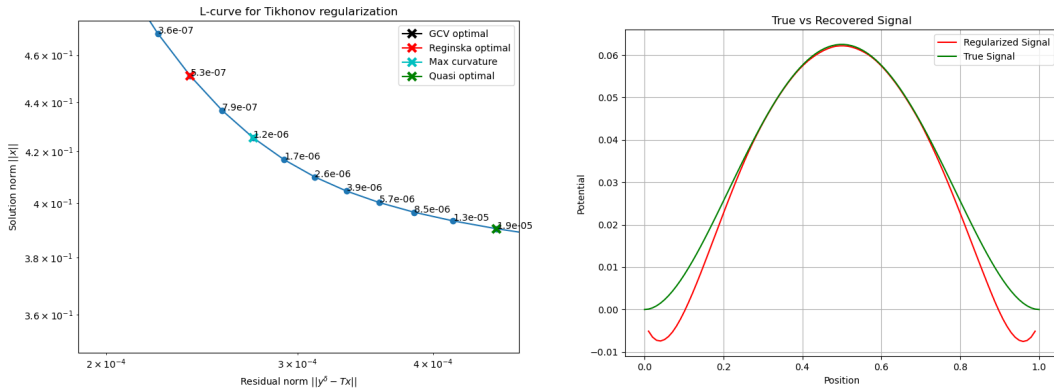 L-curve for Tikhonov regularization
4.6 × 10⁻¹
4.4 × 10⁻¹
4.2 × 10⁻¹
4 × 10⁻¹
3.8 × 10⁻¹
3.6 × 10⁻¹
Solution norm ||x||
3.6e-07
5.3e-07
7.9e-07
1.2e-06
1.7e-06
2.6e-06
3.9e-06
5.7e-06
8.5e-06
1.3e-05
1.9e-05
GCV optimal
Reginska optimal
Max curvature
Quasi optimal
2 × 10⁻⁴
3 × 10⁻⁴
4 × 10⁻⁴
Residual norm ||y^δ − Tx||
True vs Recovered Signal
Regularized Signal
True Signal
0.06
0.05
0.04
0.03
0.02
0.01
0.00
−0.01
Potential
0.0
0.2
0.4
0.6
0.8
1.0
Position